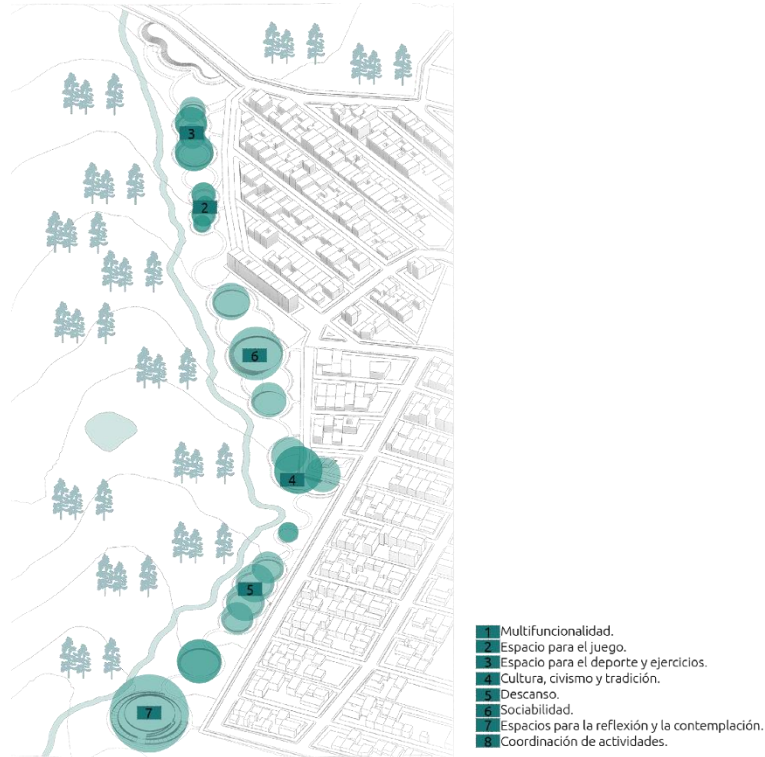 3
2
6
4
5
7
1 Multifuncionalidad.
2 Espacio para el juego.
3 Espacio para el deporte y ejercicios.
4 Cultura, civismo y tradición.
5 Descanso.
6 Sociabilidad.
7 Espacios para la reflexión y la contemplación.
8 Coordinación de actividades.